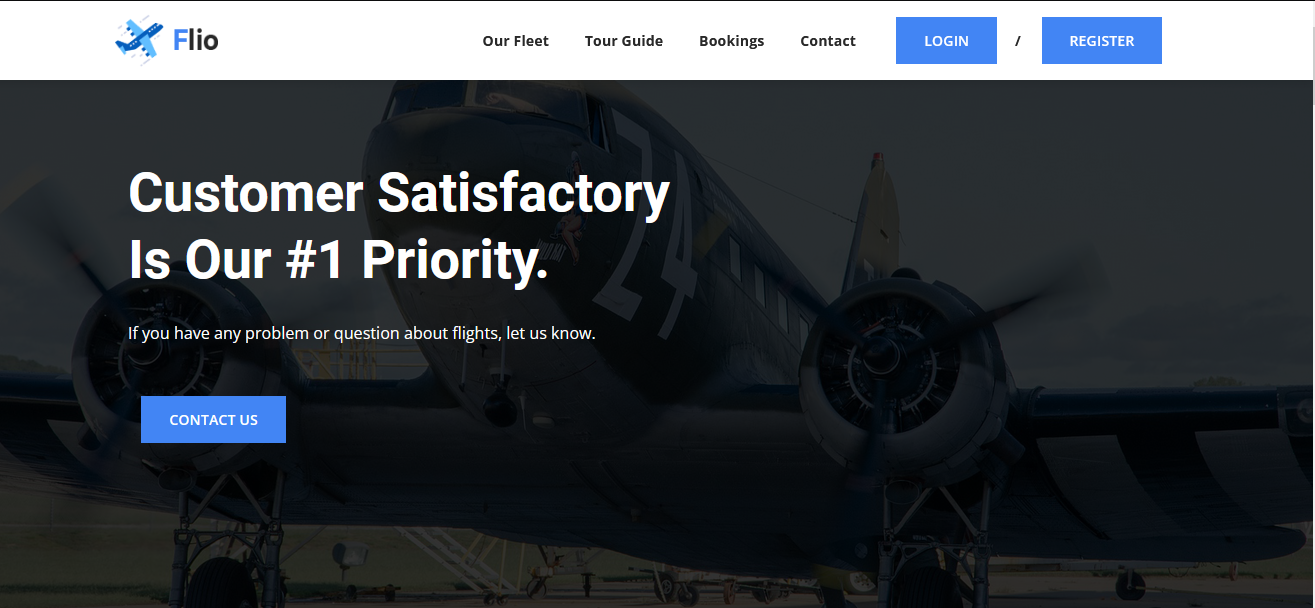 Flio
Our Fleet
Tour Guide
Bookings
Contact
LOGIN
/
REGISTER
Customer Satisfactory
Is Our #1 Priority.
If you have any problem or question about flights, let us know.
CONTACT US
Z4